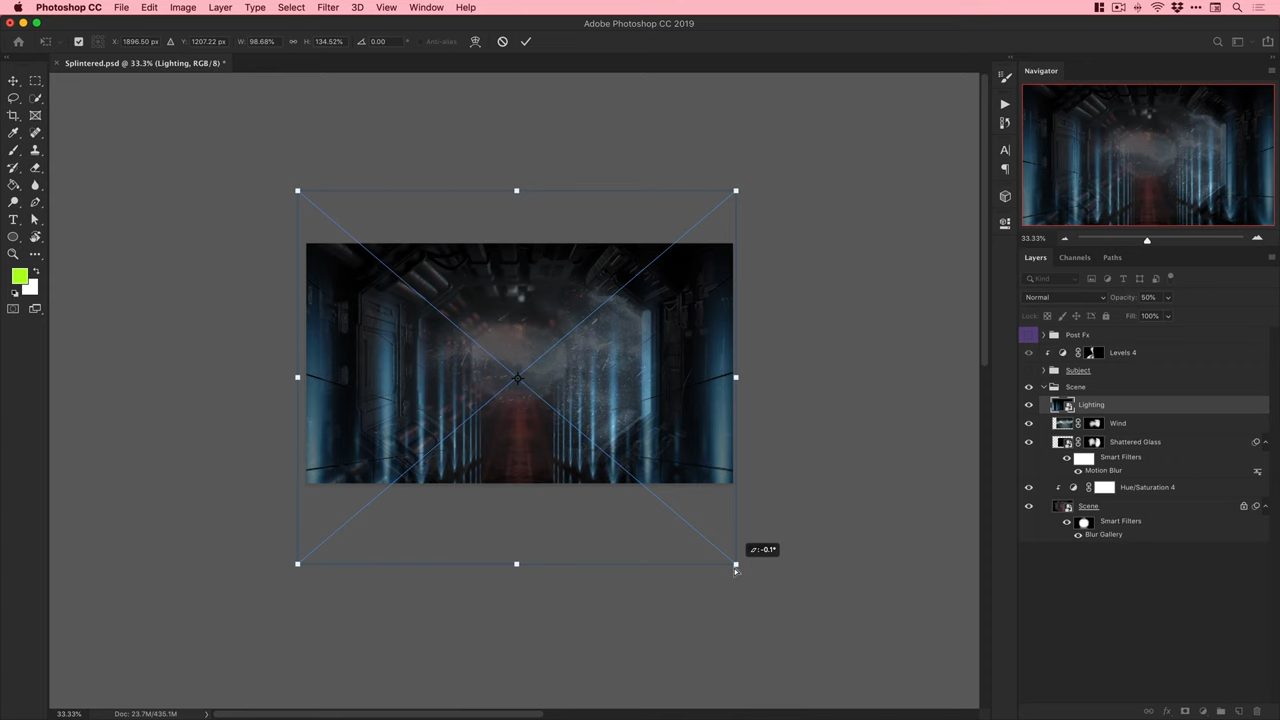 Photoshop CC File Edit Image Layer Type Select Filter 3D View Window Help
Adobe Photoshop CC 2019
X: 1896.50 px Y: 1207.22 px W: 98.68% H: 134.52% 0.00 ° Anti-alias
× Splintered.psd @ 33.3% (Lighting, RGB/8) *
Navigator
33.33%
Layers Channels Paths
Kind
Normal Opacity: 50%
Lock: Fill: 100%
Post Fx
Levels 4
Subject
Scene
Lighting
Wind
Shattered Glass
Smart Filters
Motion Blur
Hue/Saturation 4
Scene
Smart Filters
Blur Gallery
: -0.1°
33.33% Doc: 23.7M/435.1M